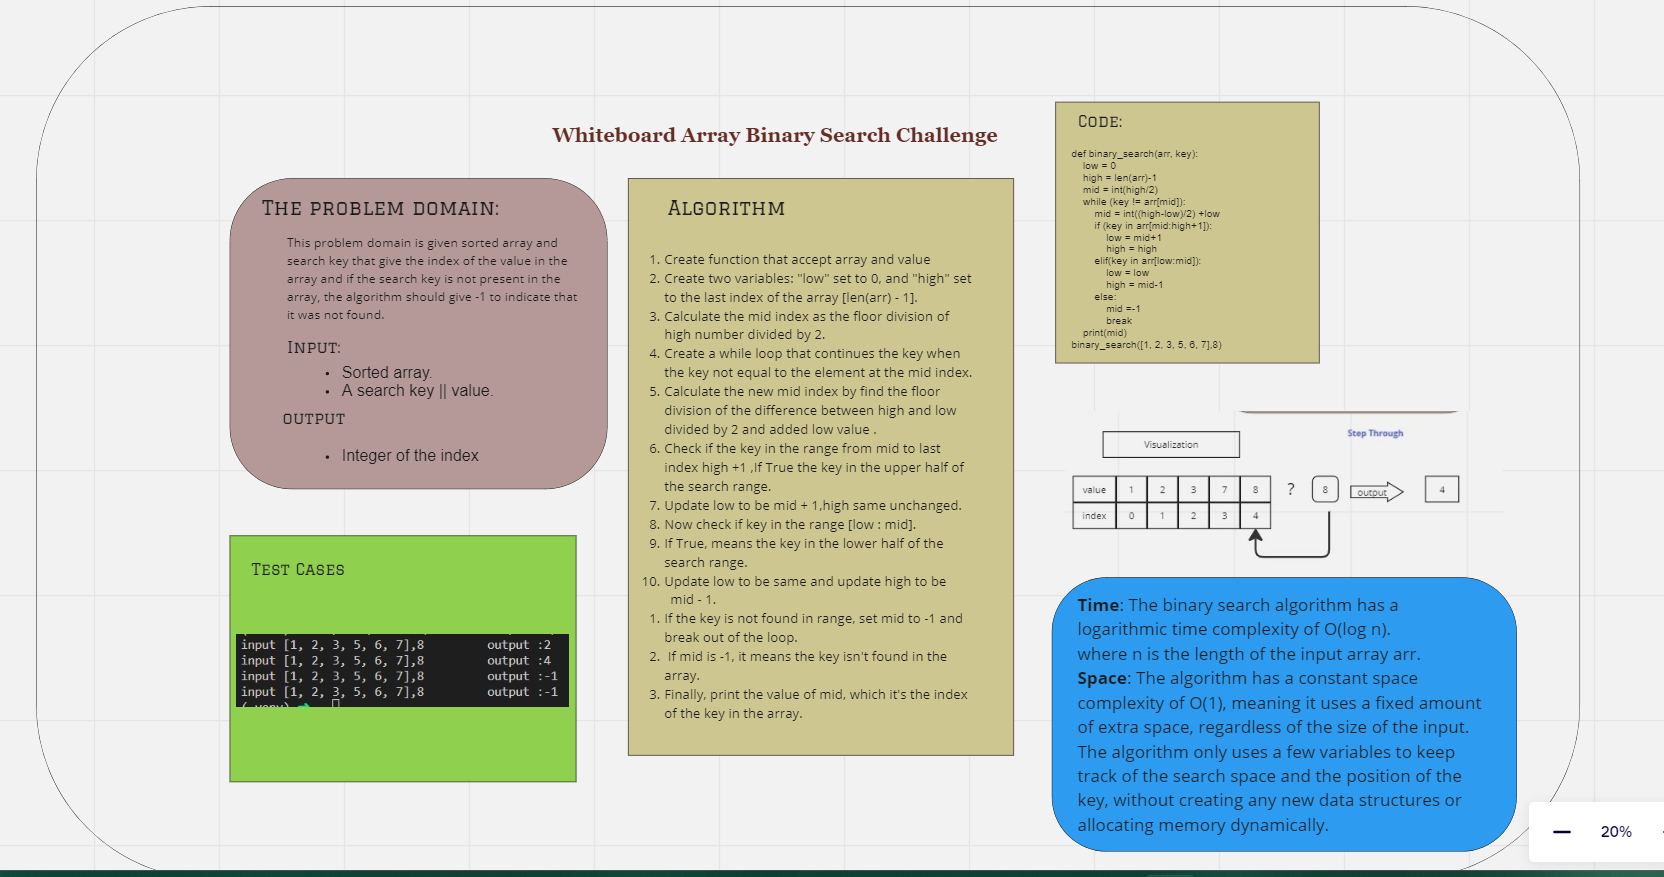 Whiteboard Array Binary Search Challenge
The problem domain:
This problem domain is given sorted array and
search key that give the index of the value in the
array and if the search key is not present in the
array, the algorithm should give -1 to indicate that
it was not found.
Input:
• Sorted array.
• A search key || value.
output
• Integer of the index
Test Cases
input [1, 2, 3, 5, 6, 7],8 output :2
input [1, 2, 3, 5, 6, 7],8 output :4
input [1, 2, 3, 5, 6, 7],8 output :-1
input [1, 2, 3, 5, 6, 7],8 output :-1
Algorithm
1. Create function that accept array and value
2. Create two variables: "low" set to 0, and "high" set
to the last index of the array [len(arr) - 1].
3. Calculate the mid index as the floor division of
high number divided by 2.
4. Create a while loop that continues the key when
the key not equal to the element at the mid index.
5. Calculate the new mid index by find the floor
division of the difference between high and low
divided by 2 and added low value .
6. Check if the key in the range from mid to last
index high +1 ,If True the key in the upper half of
the search range.
7. Update low to be mid + 1,high same unchanged.
8. Now check if key in the range [low : mid].
9. If True, means the key in the lower half of the
search range.
10. Update low to be same and update high to be
mid - 1.
1. If the key is not found in range, set mid to -1 and
break out of the loop.
2. If mid is -1, it means the key isn't found in the
array.
3. Finally, print the value of mid, which it's the index
of the key in the array.
Code:
def binary_search(arr, key):
low = 0
high = len(arr)-1
mid = int(high/2)
while (key != arr[mid]):
mid = int((high-low)/2) +low
if (key in arr[mid:high+1]):
low = mid+1
high = high
elif(key in arr[low:mid]):
low = low
high = mid-1
else:
mid =-1
break
print(mid)
binary_search([1, 2, 3, 5, 6, 7],8)
Step Through
Visualization
value 1 2 3 7 8 ? 8 output 4
index 0 1 2 3 4
Time: The binary search algorithm has a
logarithmic time complexity of O(log n).
where n is the length of the input array arr.
Space: The algorithm has a constant space
complexity of O(1), meaning it uses a fixed amount
of extra space, regardless of the size of the input.
The algorithm only uses a few variables to keep
track of the search space and the position of the
key, without creating any new data structures or
allocating memory dynamically.
20%